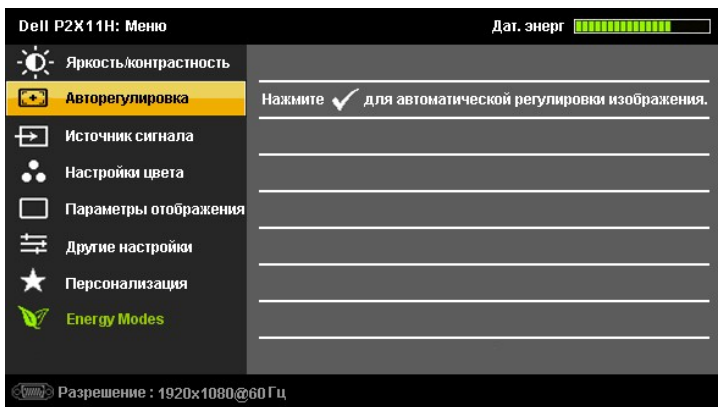 Dell P2X11H: Меню Дат. энерг
Яркость/контрастность
Авторегулировка Нажмите для автоматической регулировки изображения.
Источник сигнала
Настройки цвета
Параметры отображения
Другие настройки
Персонализация
Energy Modes
Разрешение : 1920x1080@60 Гц